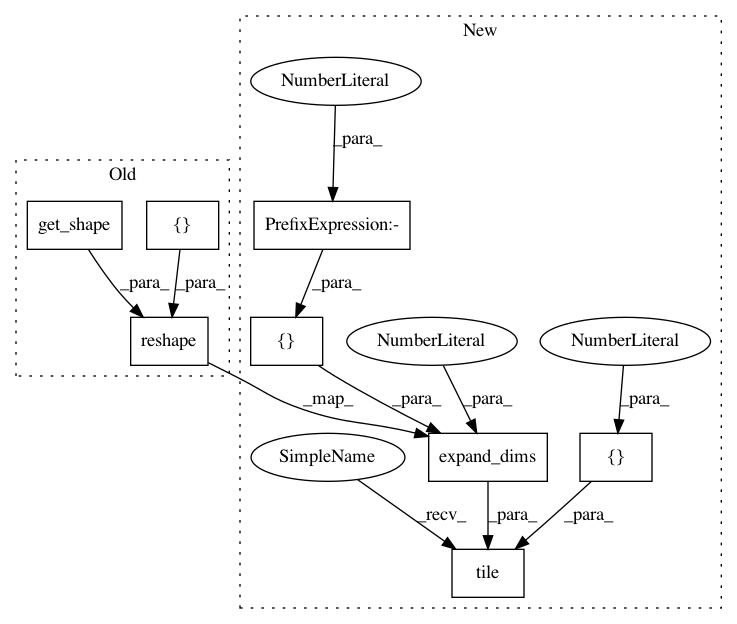 New
NumberLiteral
_para_
Old
get_shape
{}
PrefixExpression:-
_para_
_para_
_para_
reshape
{}
NumberLiteral
NumberLiteral
_map_
_para_
_para_
_para_
SimpleName
expand_dims
{}
_recv_
_para_
_para_
tile